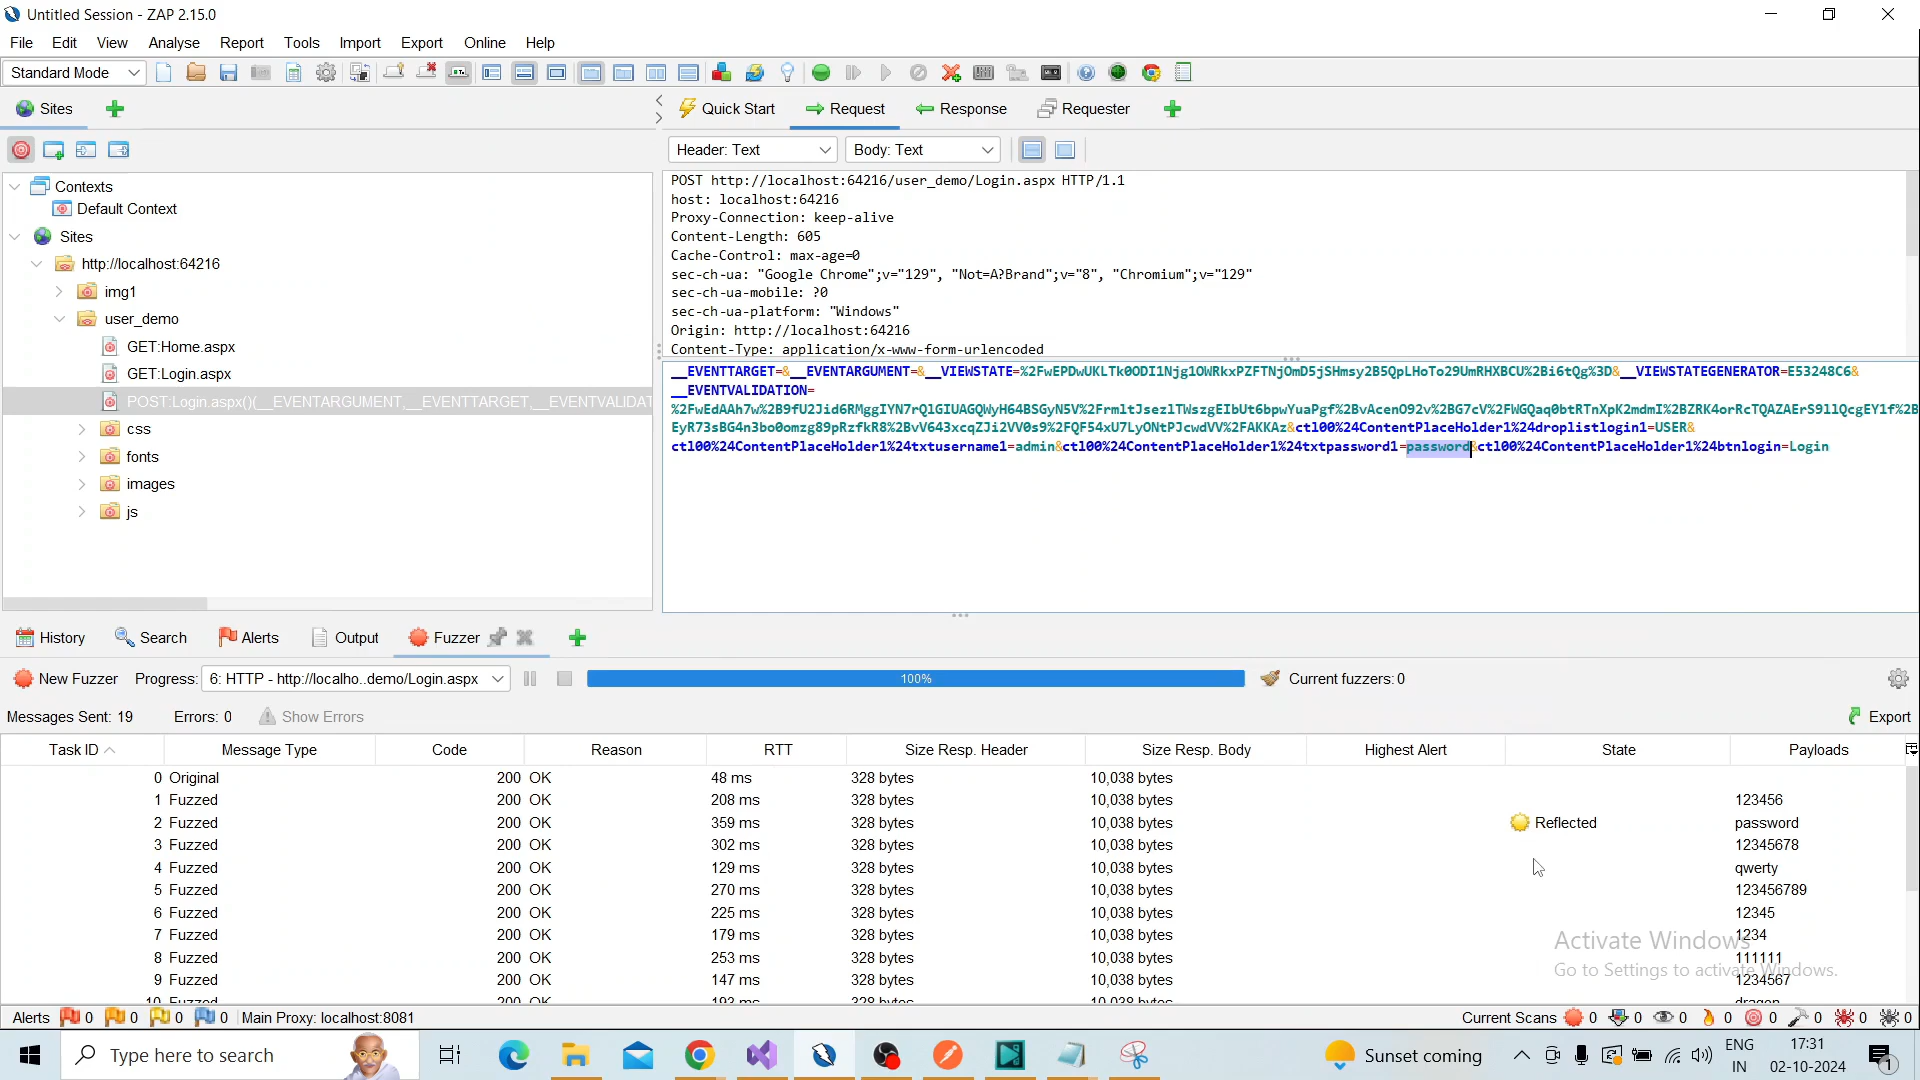 Untitled Session - ZAP 2.15.0
File Edit View Analyse Report Tools Import Export Online Help
Standard Mode
Sites
Quick Start Request Response Requester
Header: Text Body: Text
Contexts
Default Context
Sites
http://localhost:64216
img1
user_demo
GET:Home.aspx
GET:Login.aspx
POST:Login.aspx()(__EVENTARGUMENT,__EVENTTARGET,__EVENTVALIDAT
css
fonts
images
js
POST http://localhost:64216/user_demo/Login.aspx HTTP/1.1
host: localhost:64216
Proxy-Connection: keep-alive
Content-Length: 605
Cache-Control: max-age=0
sec-ch-ua: "Google Chrome";v="129", "Not=A?Brand";v="8", "Chromium";v="129"
sec-ch-ua-mobile: ?0
sec-ch-ua-platform: "Windows"
Origin: http://localhost:64216
Content-Type: application/x-www-form-urlencoded
__EVENTTARGET=&__EVENTARGUMENT=&__VIEWSTATE=%2FwEPDwUKLTk0ODI1Njg1OWRkxPZFTNjOmD5jSHmsy2B5QpLHoTo29UmRHXBCU%2Bi6tQg%3D&__VIEWSTATEGENERATOR=E53248C6&
__EVENTVALIDATION=
%2FwEdAAh7w%2B9fU2Jid6RMggIYN7rQlGIUAGQWyH64BSGyN5V%2FrmltJsezlTWszgEIbUt6bpwYuaPgf%2BvAcenO92v%2BG7cV%2FWGQaq0btRTnXpK2mdmI%2BZRK4orRcTQAZAErS9llQcgEY1f%2B
EyR73sBG4n3bo0omzg89pRzfkR8%2BvV643xcqZJi2VV0s9%2FQF54xU7LyONtPJcwdVV%2FAKKAz&ctl00%24ContentPlaceHolder1%24droplistlogin1=USER&
ctl00%24ContentPlaceHolder1%24txtusername1=admin&ctl00%24ContentPlaceHolder1%24txtpassword1=password&ctl00%24ContentPlaceHolder1%24btnlogin=Login
History Search Alerts Output Fuzzer
New Fuzzer Progress: 6: HTTP - http://localho..demo/Login.aspx 100% Current fuzzers: 0
Messages Sent: 19 Errors: 0 Show Errors Export
Task ID Message Type Code Reason RTT Size Resp. Header Size Resp. Body Highest Alert State Payloads
0 Original 200 OK 48 ms 328 bytes 10,038 bytes
1 Fuzzed 200 OK 208 ms 328 bytes 10,038 bytes 123456
2 Fuzzed 200 OK 359 ms 328 bytes 10,038 bytes Reflected password
3 Fuzzed 200 OK 302 ms 328 bytes 10,038 bytes 12345678
4 Fuzzed 200 OK 129 ms 328 bytes 10,038 bytes qwerty
5 Fuzzed 200 OK 270 ms 328 bytes 10,038 bytes 123456789
6 Fuzzed 200 OK 225 ms 328 bytes 10,038 bytes 12345
7 Fuzzed 200 OK 179 ms 328 bytes 10,038 bytes 1234
8 Fuzzed 200 OK 253 ms 328 bytes 10,038 bytes 111111
9 Fuzzed 200 OK 147 ms 328 bytes 10,038 bytes 1234567
10 Fuzzed 200 OK 193 ms 328 bytes 10,038 bytes dragon
Activate Windows
Go to Settings to activate Windows.
Alerts 0 0 0 0 Main Proxy: localhost:8081 Current Scans 0 0 0 0 0 0 0 0
Type here to search Sunset coming ENG IN 17:31 02-10-2024 1